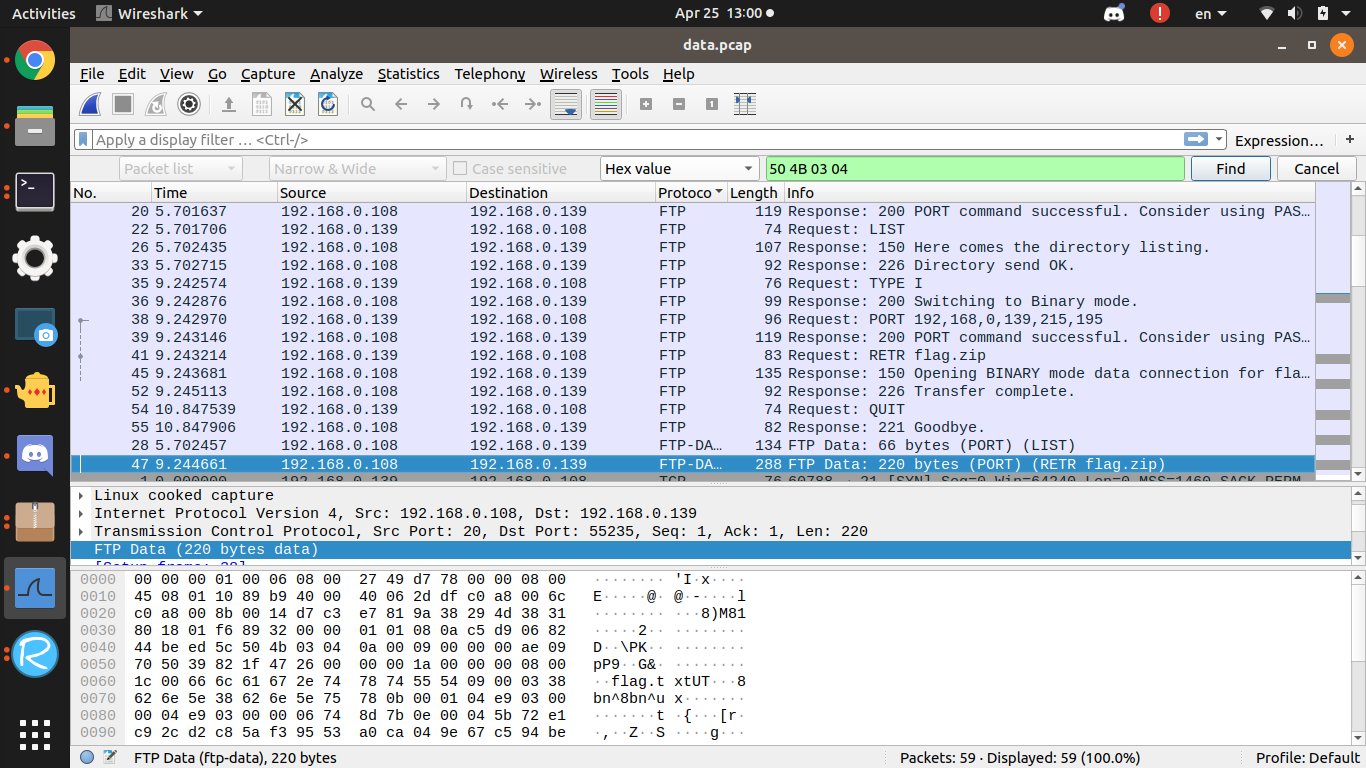 Activities Wireshark Apr 25 13:00 en
data.pcap
File Edit View Go Capture Analyze Statistics Telephony Wireless Tools Help
Apply a display filter … <Ctrl-/> Expression… +
Packet list Narrow & Wide Case sensitive Hex value 50 4B 03 04 Find Cancel
No. Time Source Destination Protoco Length Info
20 5.701637 192.168.0.108 192.168.0.139 FTP 119 Response: 200 PORT command successful. Consider using PAS…
22 5.701706 192.168.0.139 192.168.0.108 FTP 74 Request: LIST
26 5.702435 192.168.0.108 192.168.0.139 FTP 107 Response: 150 Here comes the directory listing.
33 5.702715 192.168.0.108 192.168.0.139 FTP 92 Response: 226 Directory send OK.
35 9.242574 192.168.0.139 192.168.0.108 FTP 76 Request: TYPE I
36 9.242876 192.168.0.108 192.168.0.139 FTP 99 Response: 200 Switching to Binary mode.
38 9.242970 192.168.0.139 192.168.0.108 FTP 96 Request: PORT 192,168,0,139,215,195
39 9.243146 192.168.0.108 192.168.0.139 FTP 119 Response: 200 PORT command successful. Consider using PAS…
41 9.243214 192.168.0.139 192.168.0.108 FTP 83 Request: RETR flag.zip
45 9.243681 192.168.0.108 192.168.0.139 FTP 135 Response: 150 Opening BINARY mode data connection for fla…
52 9.245113 192.168.0.108 192.168.0.139 FTP 92 Response: 226 Transfer complete.
54 10.847539 192.168.0.139 192.168.0.108 FTP 74 Request: QUIT
55 10.847906 192.168.0.108 192.168.0.139 FTP 82 Response: 221 Goodbye.
28 5.702457 192.168.0.108 192.168.0.139 FTP-DA… 134 FTP Data: 66 bytes (PORT) (LIST)
47 9.244661 192.168.0.108 192.168.0.139 FTP-DA… 288 FTP Data: 220 bytes (PORT) (RETR flag.zip)
Linux cooked capture
Internet Protocol Version 4, Src: 192.168.0.108, Dst: 192.168.0.139
Transmission Control Protocol, Src Port: 20, Dst Port: 55235, Seq: 1, Ack: 1, Len: 220
FTP Data (220 bytes data)
0000 00 00 00 01 00 06 08 00 27 49 d7 78 00 00 08 00 ········ 'I·x····
0010 45 08 01 10 89 b9 40 00 40 06 2d df c0 a8 00 6c E·····@· @·-····l
0020 c0 a8 00 8b 00 14 d7 c3 e7 81 9a 38 29 4d 38 31 ········ ···8)M81
0030 80 18 01 f6 89 32 00 00 01 01 08 0a c5 d9 06 82 ·····2·· ········
0040 44 be ed 5c 50 4b 03 04 0a 00 09 00 00 00 ae 09 D··\PK·· ········
0050 70 50 39 82 1f 47 26 00 00 00 1a 00 00 00 08 00 pP9··G&· ········
0060 1c 00 66 6c 61 67 2e 74 78 74 55 54 09 00 03 38 ··flag.t xtUT···8
0070 62 6e 5e 38 62 6e 5e 75 78 0b 00 01 04 e9 03 00 bn^8bn^u x·······
0080 00 04 e9 03 00 00 06 74 8d 7b 0e 00 04 5b 72 e1 ·······t ·{···[r·
0090 c9 2c d2 c8 5a f3 95 53 a0 ca 04 9e 67 c5 94 be ·,··Z··S ····g···
FTP Data (ftp-data), 220 bytes Packets: 59 · Displayed: 59 (100.0%) Profile: Default